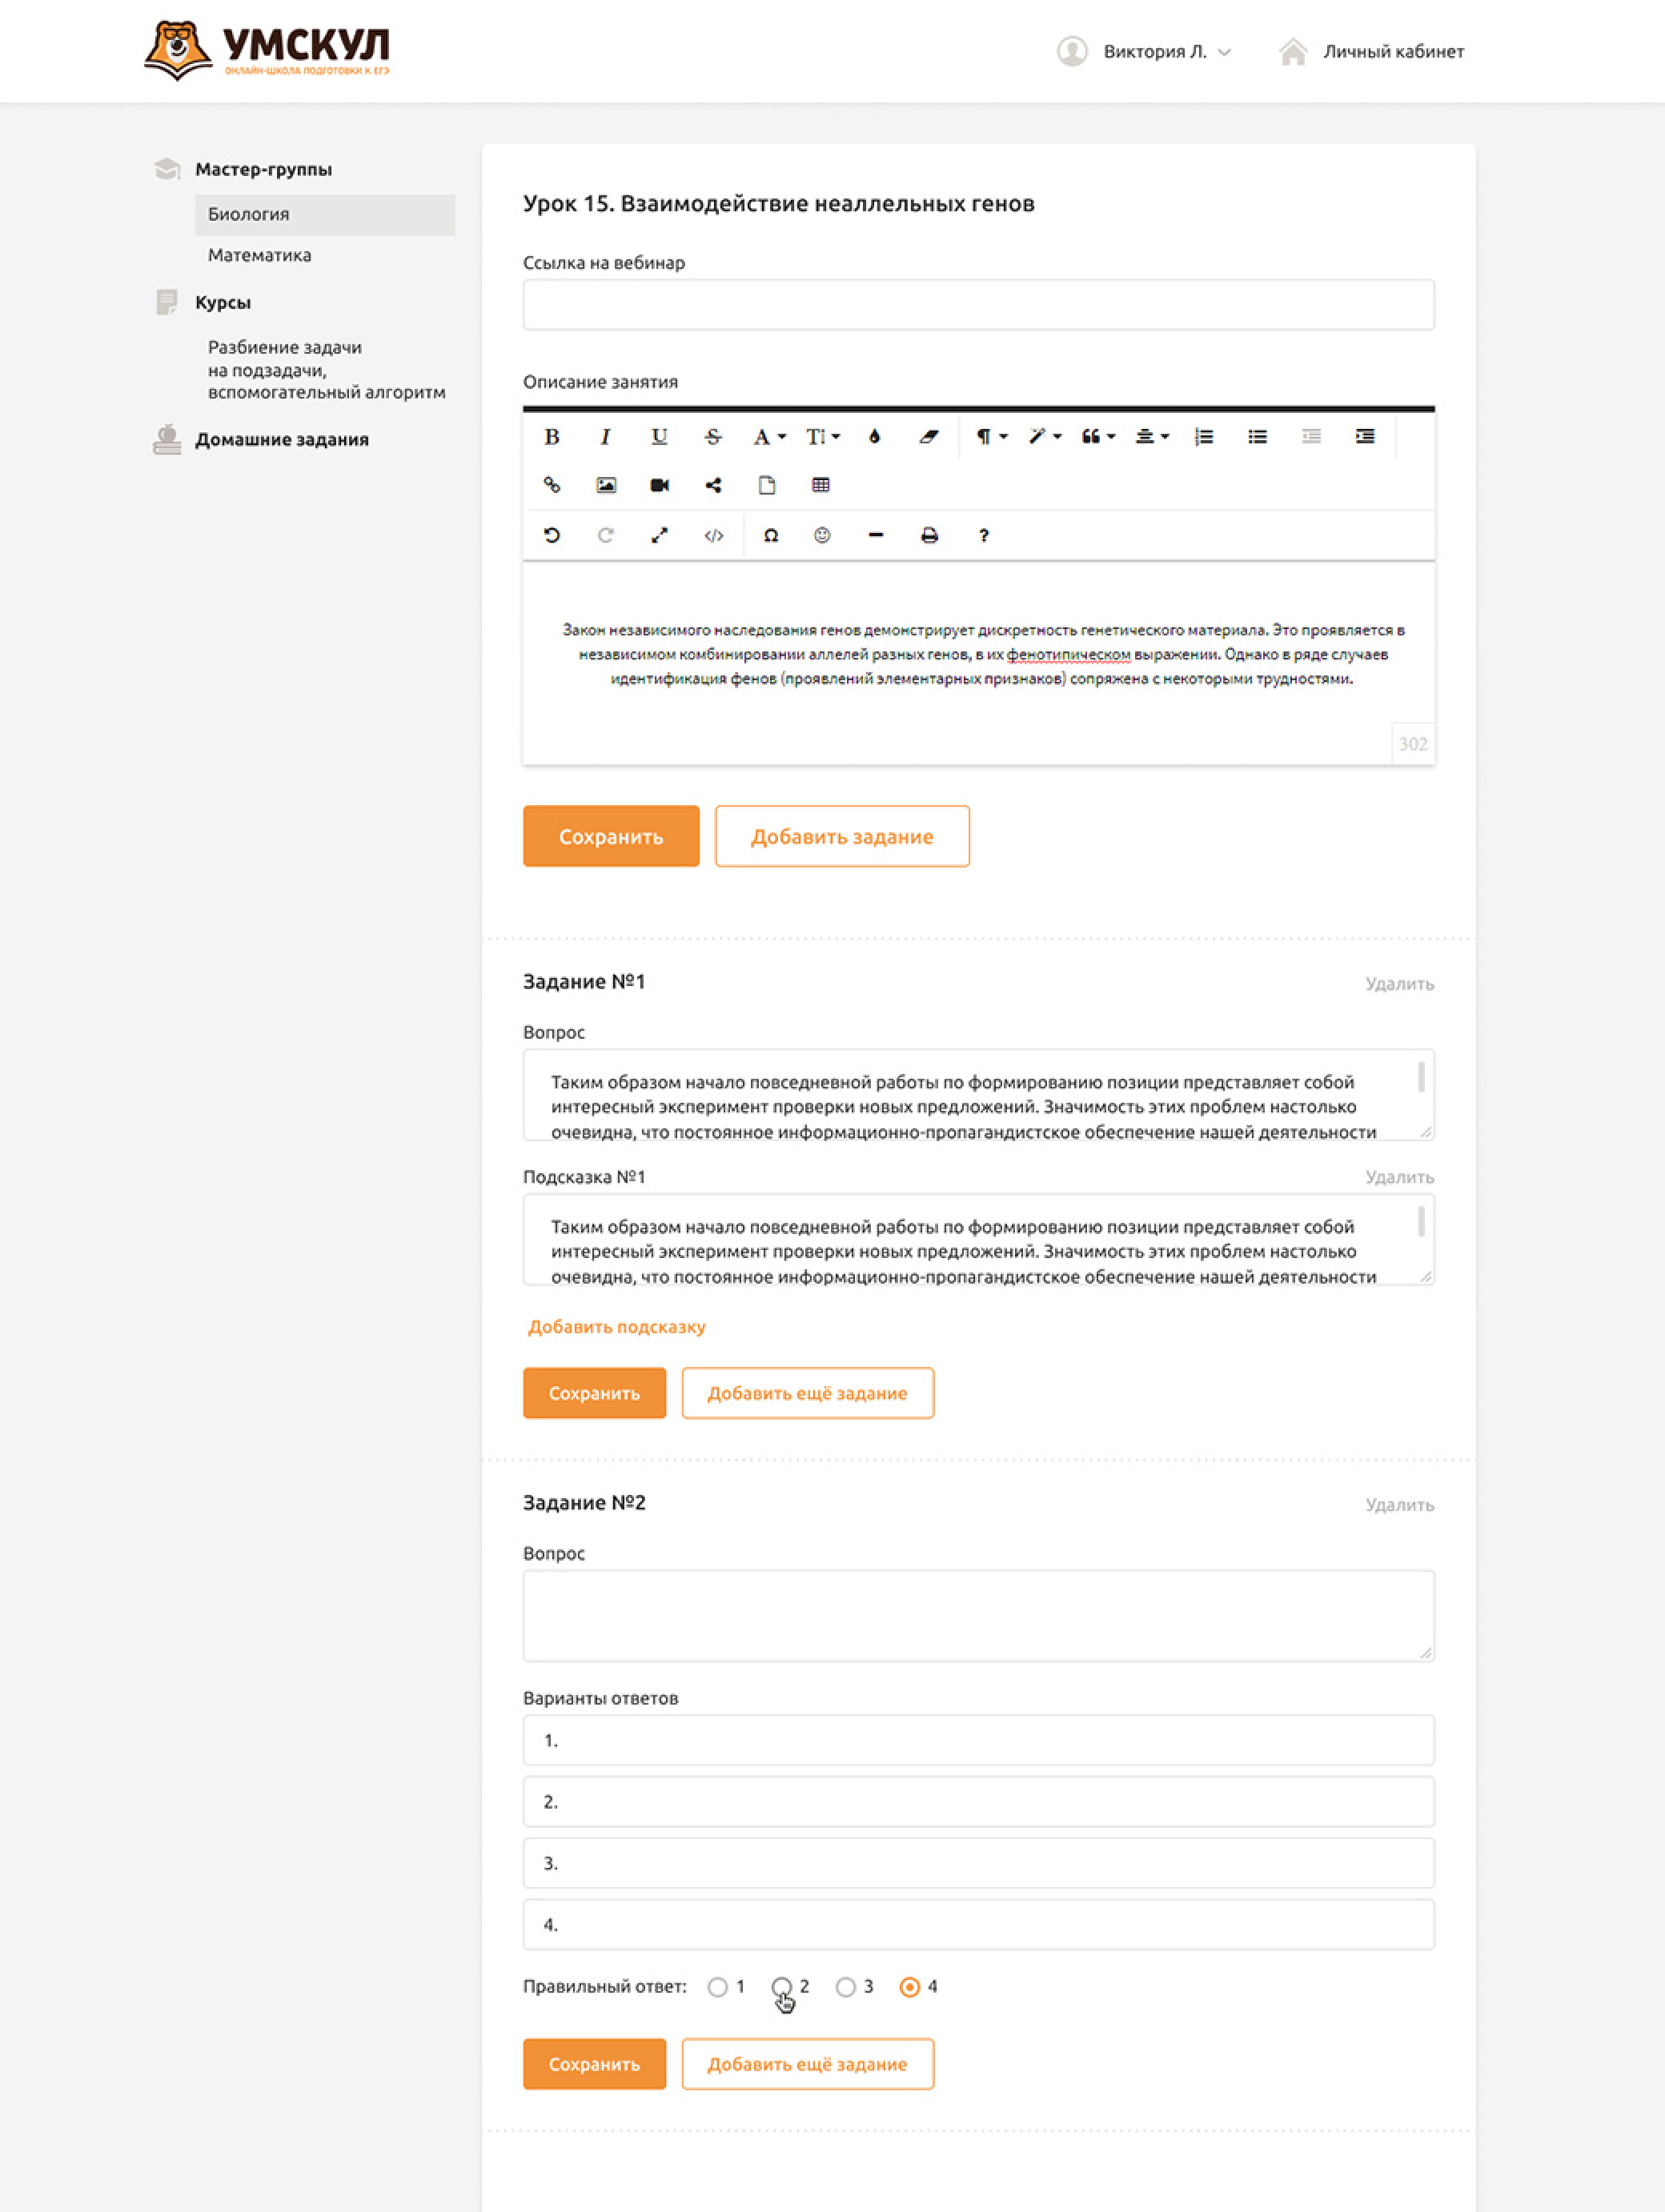 УМСКУЛ
ОНЛАЙН-ШКОЛА ПОДГОТОВКИ К ЕГЭ
Виктория Л.
Личный кабинет
Мастер-группы
Биология
Математика
Курсы
Разбиение задачи
на подзадачи,
вспомогательный алгоритм
Домашние задания
Урок 15. Взаимодействие неаллельных генов
Ссылка на вебинар
Описание занятия
Закон независимого наследования генов демонстрирует дискретность генетического материала. Это проявляется в
независимом комбинировании аллелей разных генов, в их фенотипическом выражении. Однако в ряде случаев
идентификация фенов (проявлений элементарных признаков) сопряжена с некоторыми трудностями.
302
Сохранить
Добавить задание
Задание №1
Удалить
Вопрос
Таким образом начало повседневной работы по формированию позиции представляет собой
интересный эксперимент проверки новых предложений. Значимость этих проблем настолько
очевидна, что постоянное информационно-пропагандистское обеспечение нашей деятельности
Подсказка №1
Удалить
Таким образом начало повседневной работы по формированию позиции представляет собой
интересный эксперимент проверки новых предложений. Значимость этих проблем настолько
очевидна, что постоянное информационно-пропагандистское обеспечение нашей деятельности
Добавить подсказку
Сохранить
Добавить ещё задание
Задание №2
Удалить
Вопрос
Варианты ответов
1.
2.
3.
4.
Правильный ответ: 1 2 3 4
Сохранить
Добавить ещё задание